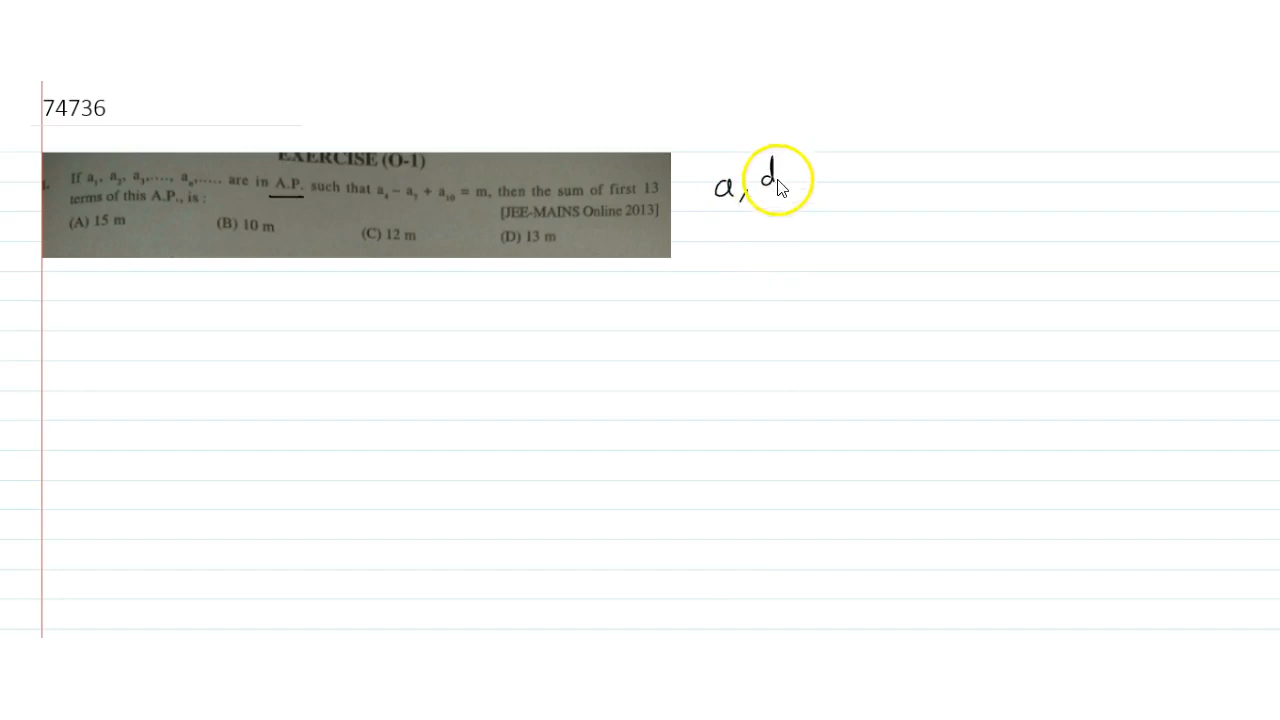 74736
EXERCISE (O-1)
1. If a₁, a₂, a₃,....., aₙ,..... are in A.P. such that a₄ – a₇ + a₁₀ = m, then the sum of first 13
terms of this A.P., is :
[JEE-MAINS Online 2013]
(A) 15 m (B) 10 m (C) 12 m (D) 13 m
a, d